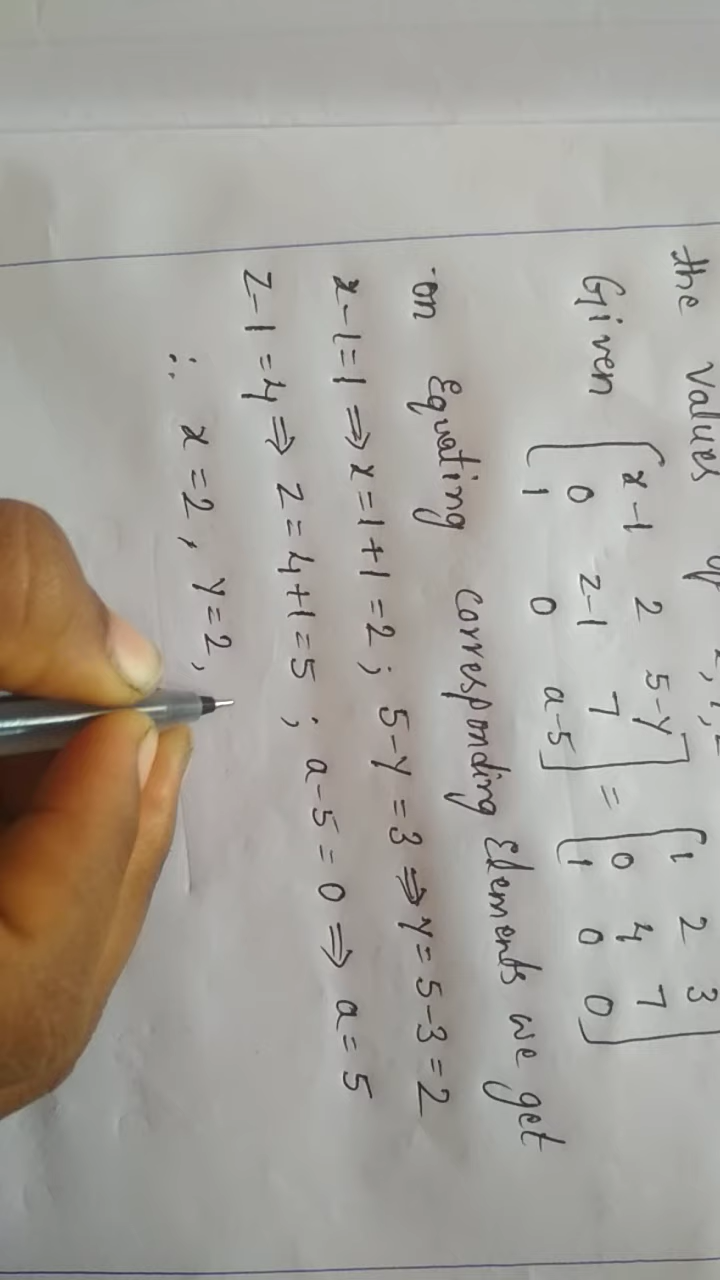 the values of
Given [x-1 2 5-y] [1 2 3]
[0 z-1 7] = [0 4 7]
[1 0 a-5] [1 0 0]
on Equating corresponding Elements we get
x-1=1 ⇒ x=1+1=2; 5-y=3 ⇒ y=5-3=2
z-1=4 ⇒ z=4+1=5 ; a-5=0 ⇒ a=5
∴ x=2, y=2,